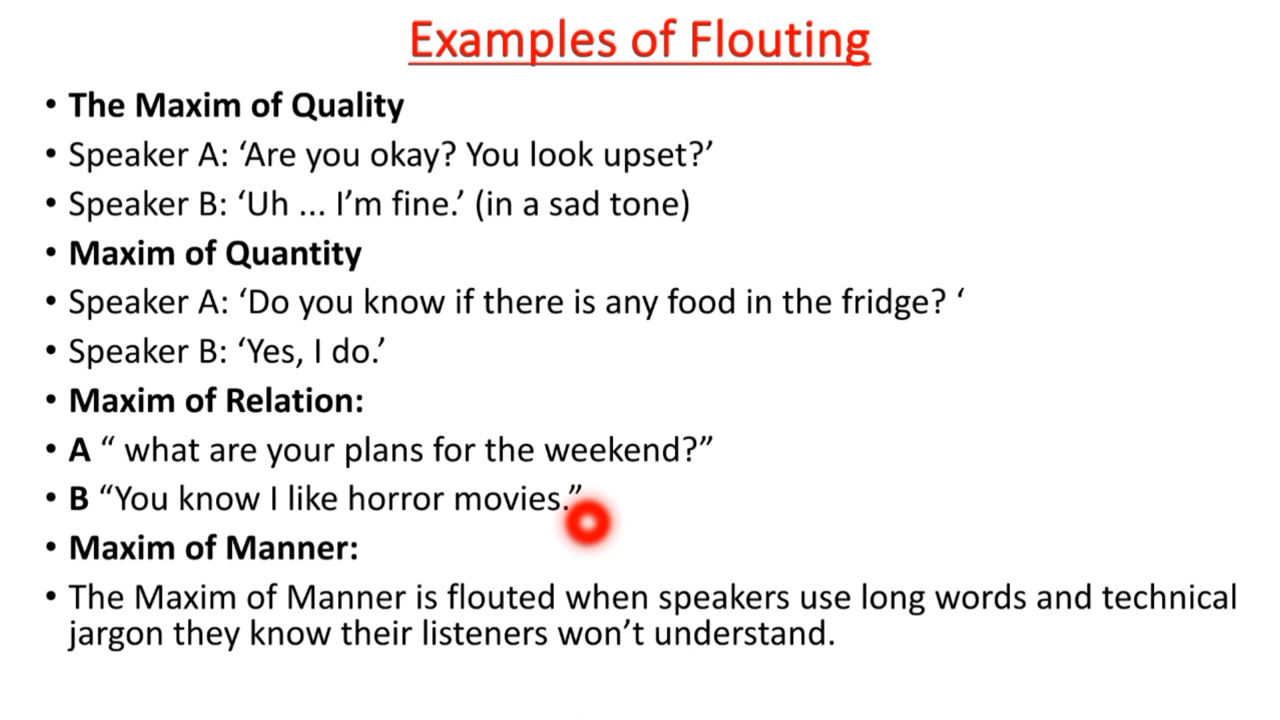 Examples of Flouting
• The Maxim of Quality
• Speaker A: ‘Are you okay? You look upset?’
• Speaker B: ‘Uh ... I’m fine.’ (in a sad tone)
• Maxim of Quantity
• Speaker A: ‘Do you know if there is any food in the fridge? ‘
• Speaker B: ‘Yes, I do.’
• Maxim of Relation:
• A “ what are your plans for the weekend?”
• B “You know I like horror movies.”
• Maxim of Manner:
• The Maxim of Manner is flouted when speakers use long words and technical
jargon they know their listeners won’t understand.